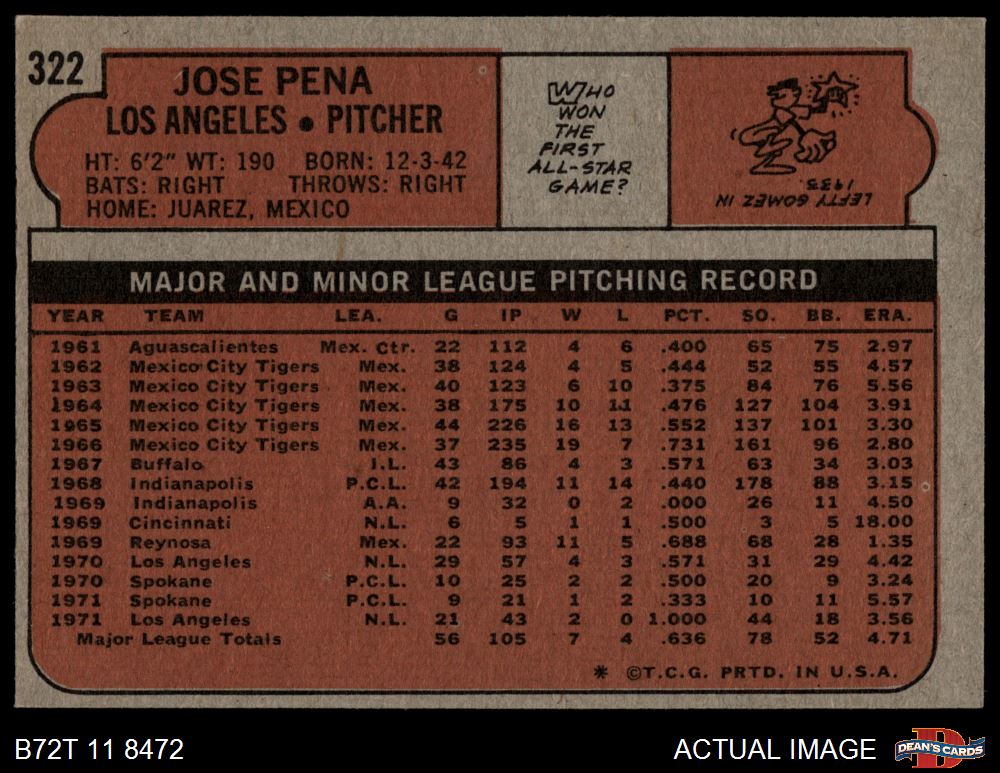 322
JOSE PENA
LOS ANGELES • PITCHER
HT: 6'2" WT: 190 BORN: 12-3-42
BATS: RIGHT THROWS: RIGHT
HOME: JUAREZ, MEXICO
WHO
WON
THE
FIRST
ALL-STAR
GAME?
LEFTY GOMEZ IN
1933
MAJOR AND MINOR LEAGUE PITCHING RECORD
YEAR TEAM LEA. G IP W L PCT. SO. BB. ERA.
1961 Aguascalientes Mex. Ctr. 22 112 4 6 .400 65 75 2.97
1962 Mexico City Tigers Mex. 38 124 4 5 .444 52 55 4.57
1963 Mexico City Tigers Mex. 40 123 6 10 .375 84 76 5.56
1964 Mexico City Tigers Mex. 38 175 10 11 .476 127 104 3.91
1965 Mexico City Tigers Mex. 44 226 16 13 .552 137 101 3.30
1966 Mexico City Tigers Mex. 37 235 19 7 .731 161 96 2.80
1967 Buffalo I.L. 43 86 4 3 .571 63 34 3.03
1968 Indianapolis P.C.L. 42 194 11 14 .440 178 88 3.15
1969 Indianapolis A.A. 9 32 0 2 .000 26 11 4.50
1969 Cincinnati N.L. 6 5 1 1 .500 3 5 18.00
1969 Reynosa Mex. 22 93 11 5 .688 68 28 1.35
1970 Los Angeles N.L. 29 57 4 3 .571 31 29 4.42
1970 Spokane P.C.L. 10 25 2 2 .500 20 9 3.24
1971 Spokane P.C.L. 9 21 1 2 .333 10 11 5.57
1971 Los Angeles N.L. 21 43 2 0 1.000 44 18 3.56
Major League Totals 56 105 7 4 .636 78 52 4.71
* ©T.C.G. PRTD. IN U.S.A.
B72T 11 8472
ACTUAL IMAGE
D
DEAN'S CARDS